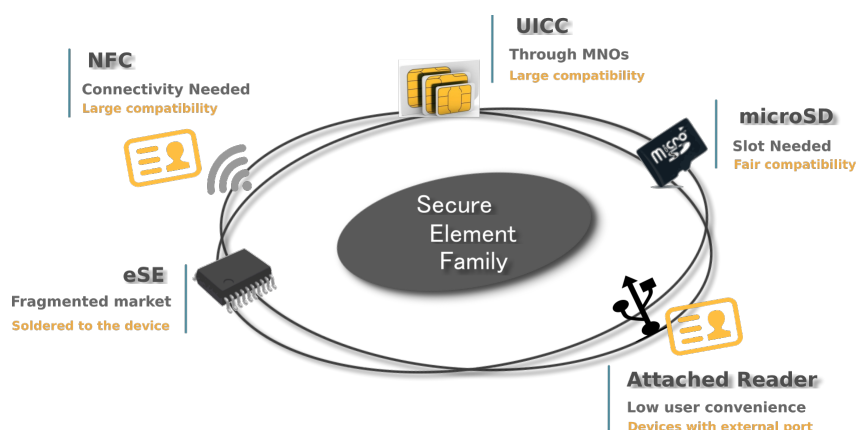 UICC
Through MNOs
Large compatibility
NFC
Connectivity Needed
Large compatibility
microSD
Slot Needed
Fair compatibility
micro
Secure
Element
Family
eSE
Fragmented market
Soldered to the device
Attached Reader
Low user convenience
Devices with external port